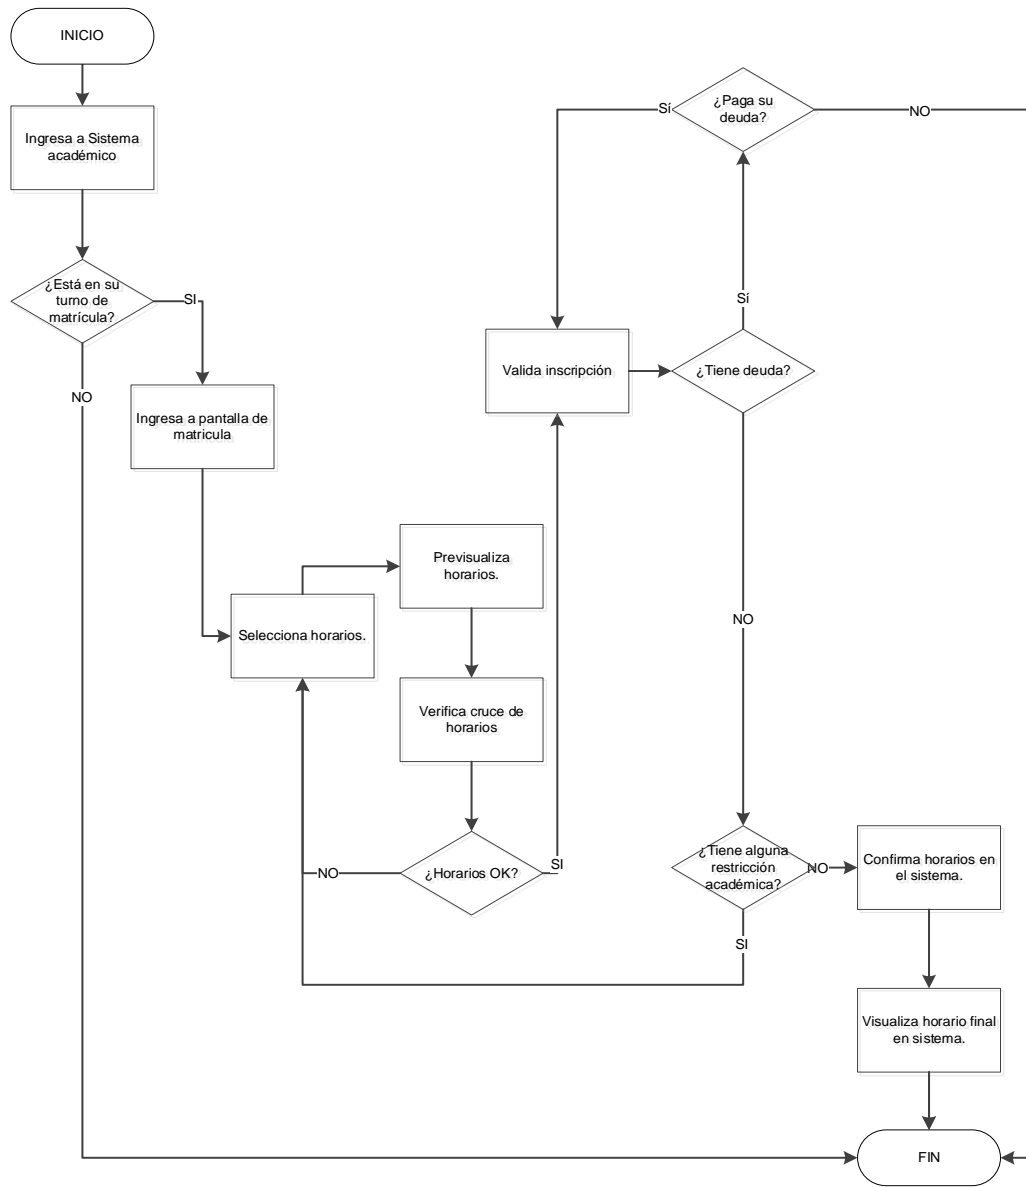 INICIO
Ingresa a Sistema
académico
¿Está en su
turno de
matrícula?
SI
NO
Ingresa a pantalla de
matricula
Selecciona horarios.
Previsualiza
horarios.
Verifica cruce de
horarios
¿Horarios OK?
NO
SI
Valida inscripción
¿Tiene deuda?
Sí
¿Paga su
deuda?
Sí
NO
NO
¿Tiene alguna
restricción
académica?
SI
NO
Confirma horarios en
el sistema.
Visualiza horario final
en sistema.
FIN